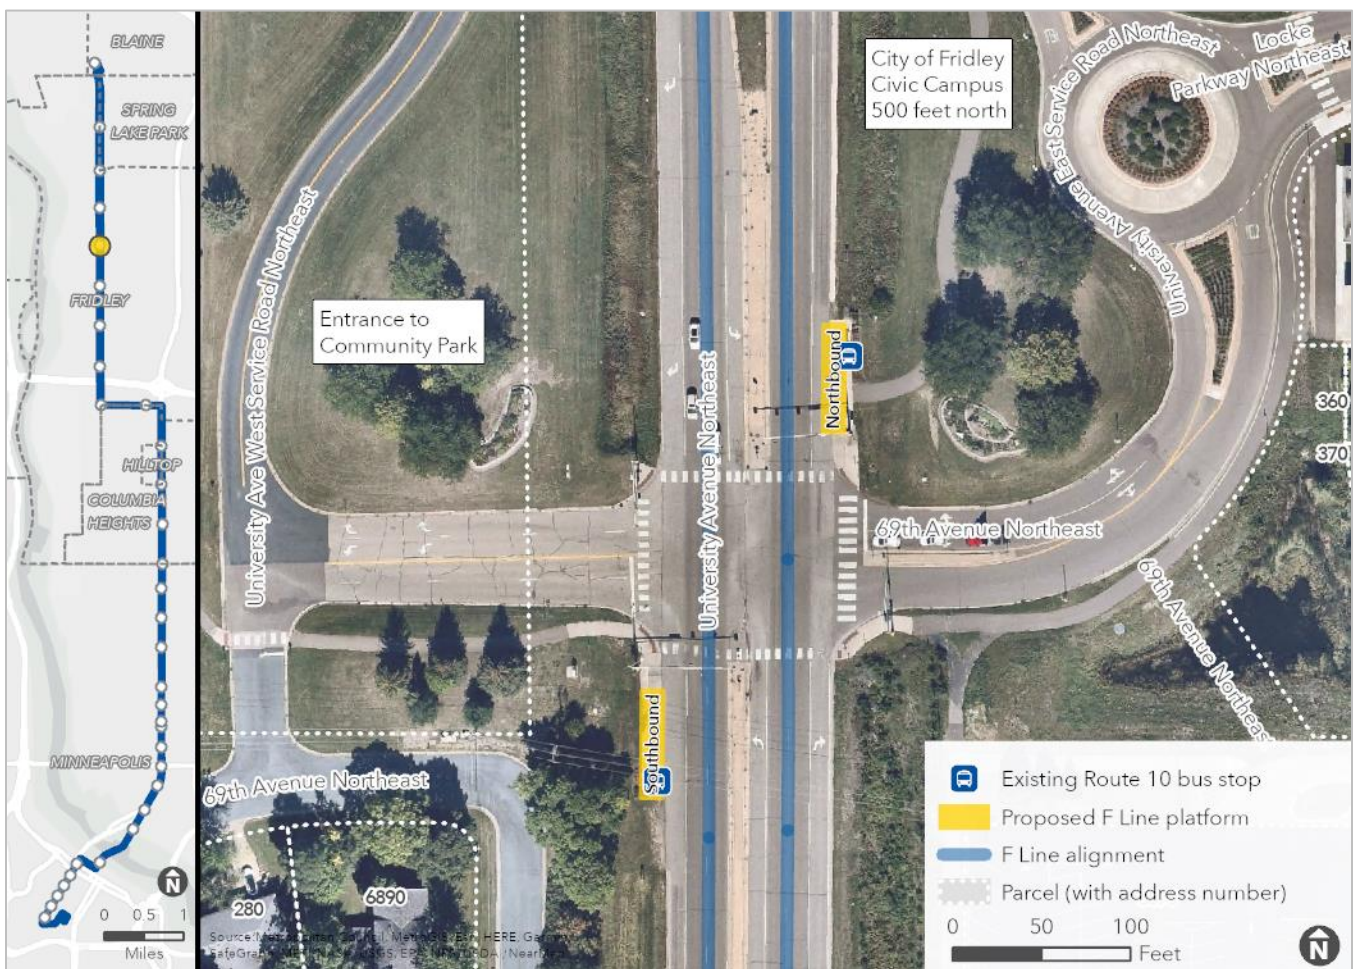 BLAINE
SPRING
LAKE PARK
FRIDLEY
HILLTOP
COLUMBIA
HEIGHTS
MINNEAPOLIS
N
0 0.5 1
Miles
University Ave West Service Road Northeast
Entrance to
Community Park
University Avenue Northeast
City of Fridley
Civic Campus
500 feet north
University Avenue East Service Road Northeast
Locke
Parkway Northeast
Northbound
Southbound
69th Avenue Northeast
69th Avenue Northeast
69th Avenue Northeast
360
370
280
6890
Existing Route 10 bus stop
Proposed F Line platform
F Line alignment
Parcel (with address number)
0 50 100
Feet
N